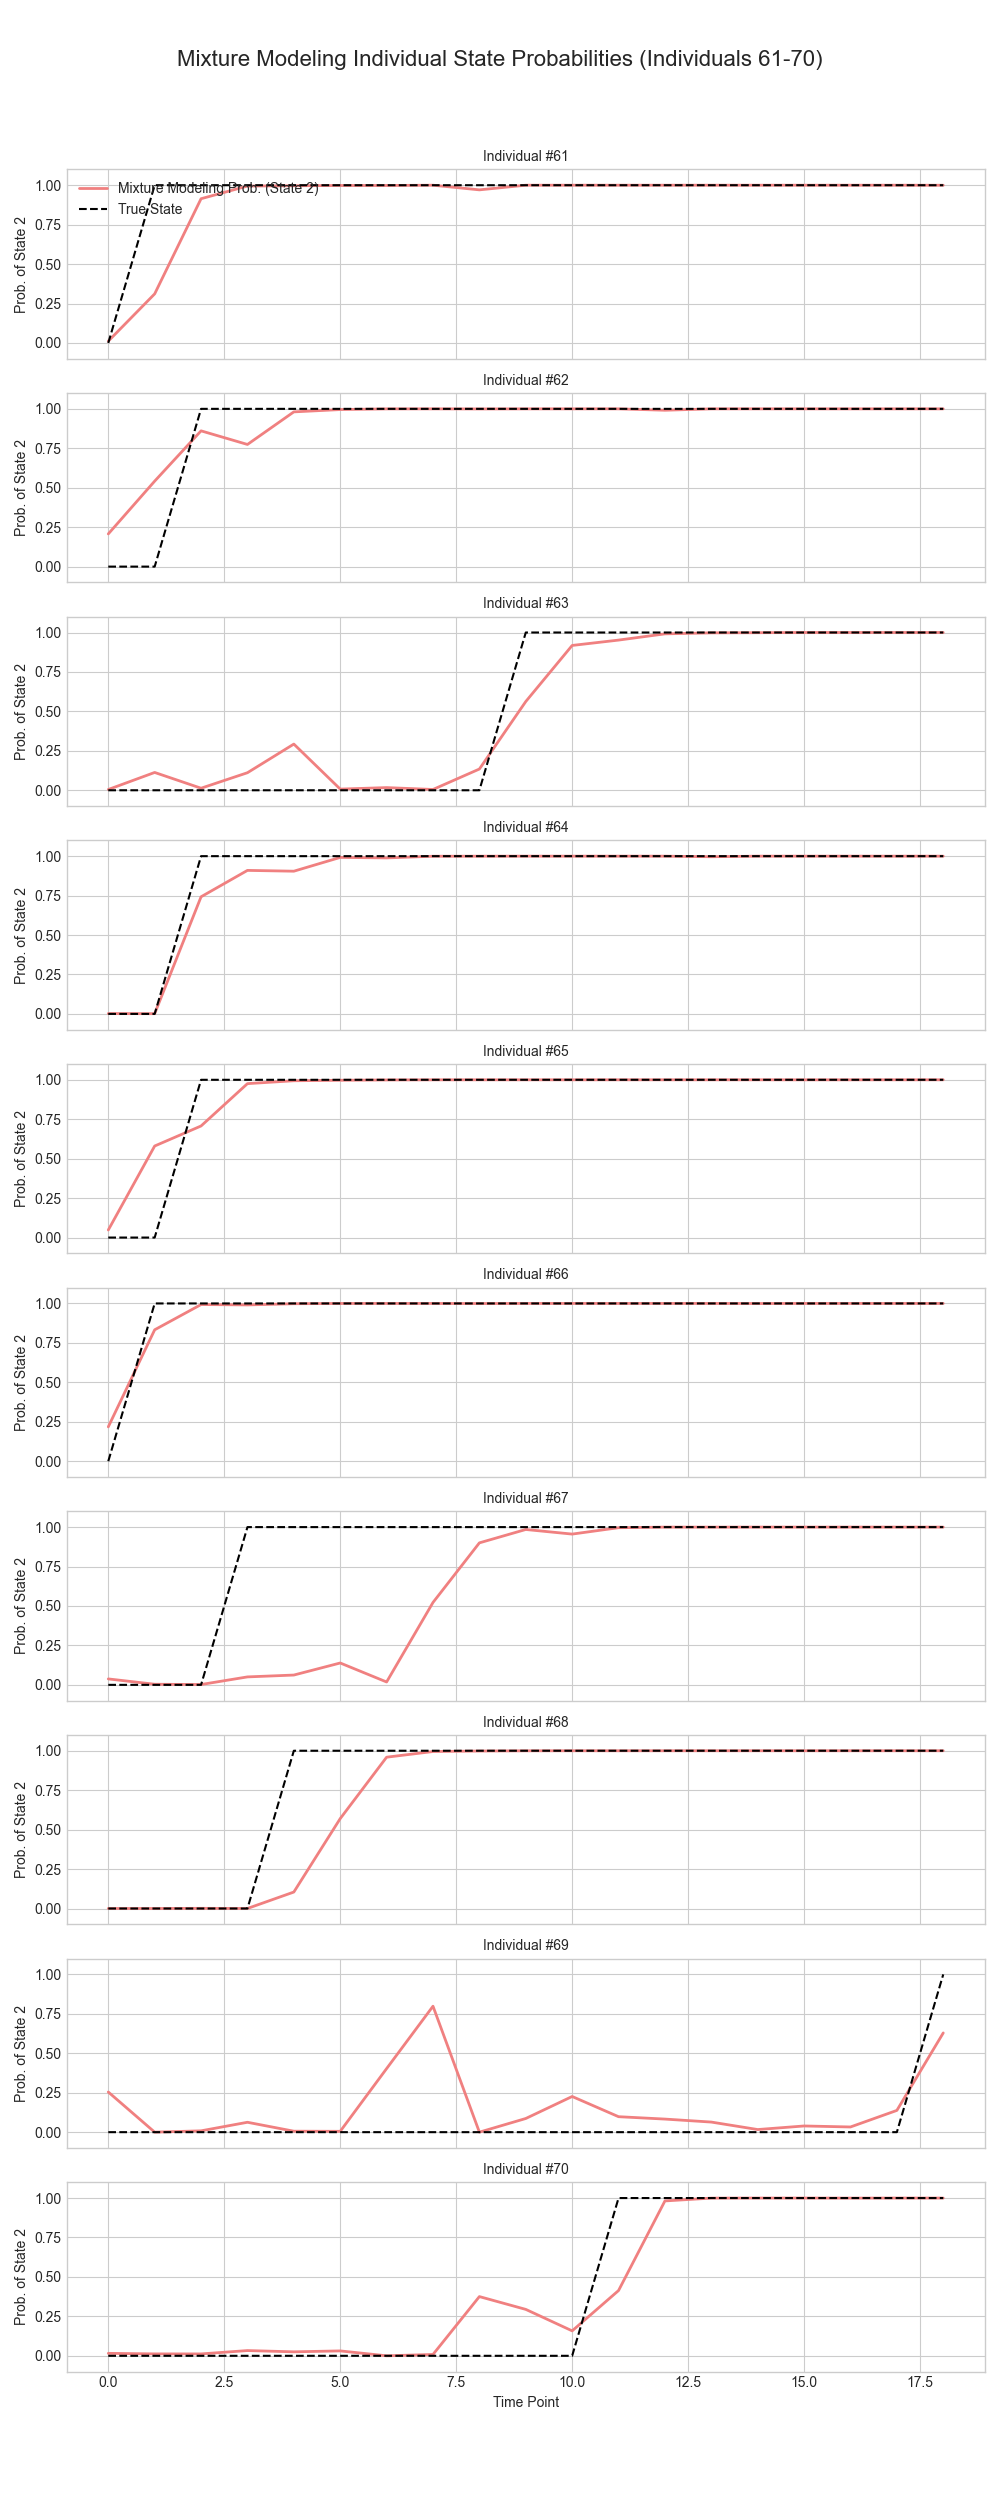 Mixture Modeling Individual State Probabilities (Individuals 61-70)
Individual #61
Mixture Modeling Prob. (State 2)
True State
1.00
0.75
0.50
0.25
0.00
Prob. of State 2
Individual #62
1.00
0.75
0.50
0.25
0.00
Prob. of State 2
Individual #63
1.00
0.75
0.50
0.25
0.00
Prob. of State 2
Individual #64
1.00
0.75
0.50
0.25
0.00
Prob. of State 2
Individual #65
1.00
0.75
0.50
0.25
0.00
Prob. of State 2
Individual #66
1.00
0.75
0.50
0.25
0.00
Prob. of State 2
Individual #67
1.00
0.75
0.50
0.25
0.00
Prob. of State 2
Individual #68
1.00
0.75
0.50
0.25
0.00
Prob. of State 2
Individual #69
1.00
0.75
0.50
0.25
0.00
Prob. of State 2
Individual #70
1.00
0.75
0.50
0.25
0.00
Prob. of State 2
0.0 2.5 5.0 7.5 10.0 12.5 15.0 17.5
Time Point